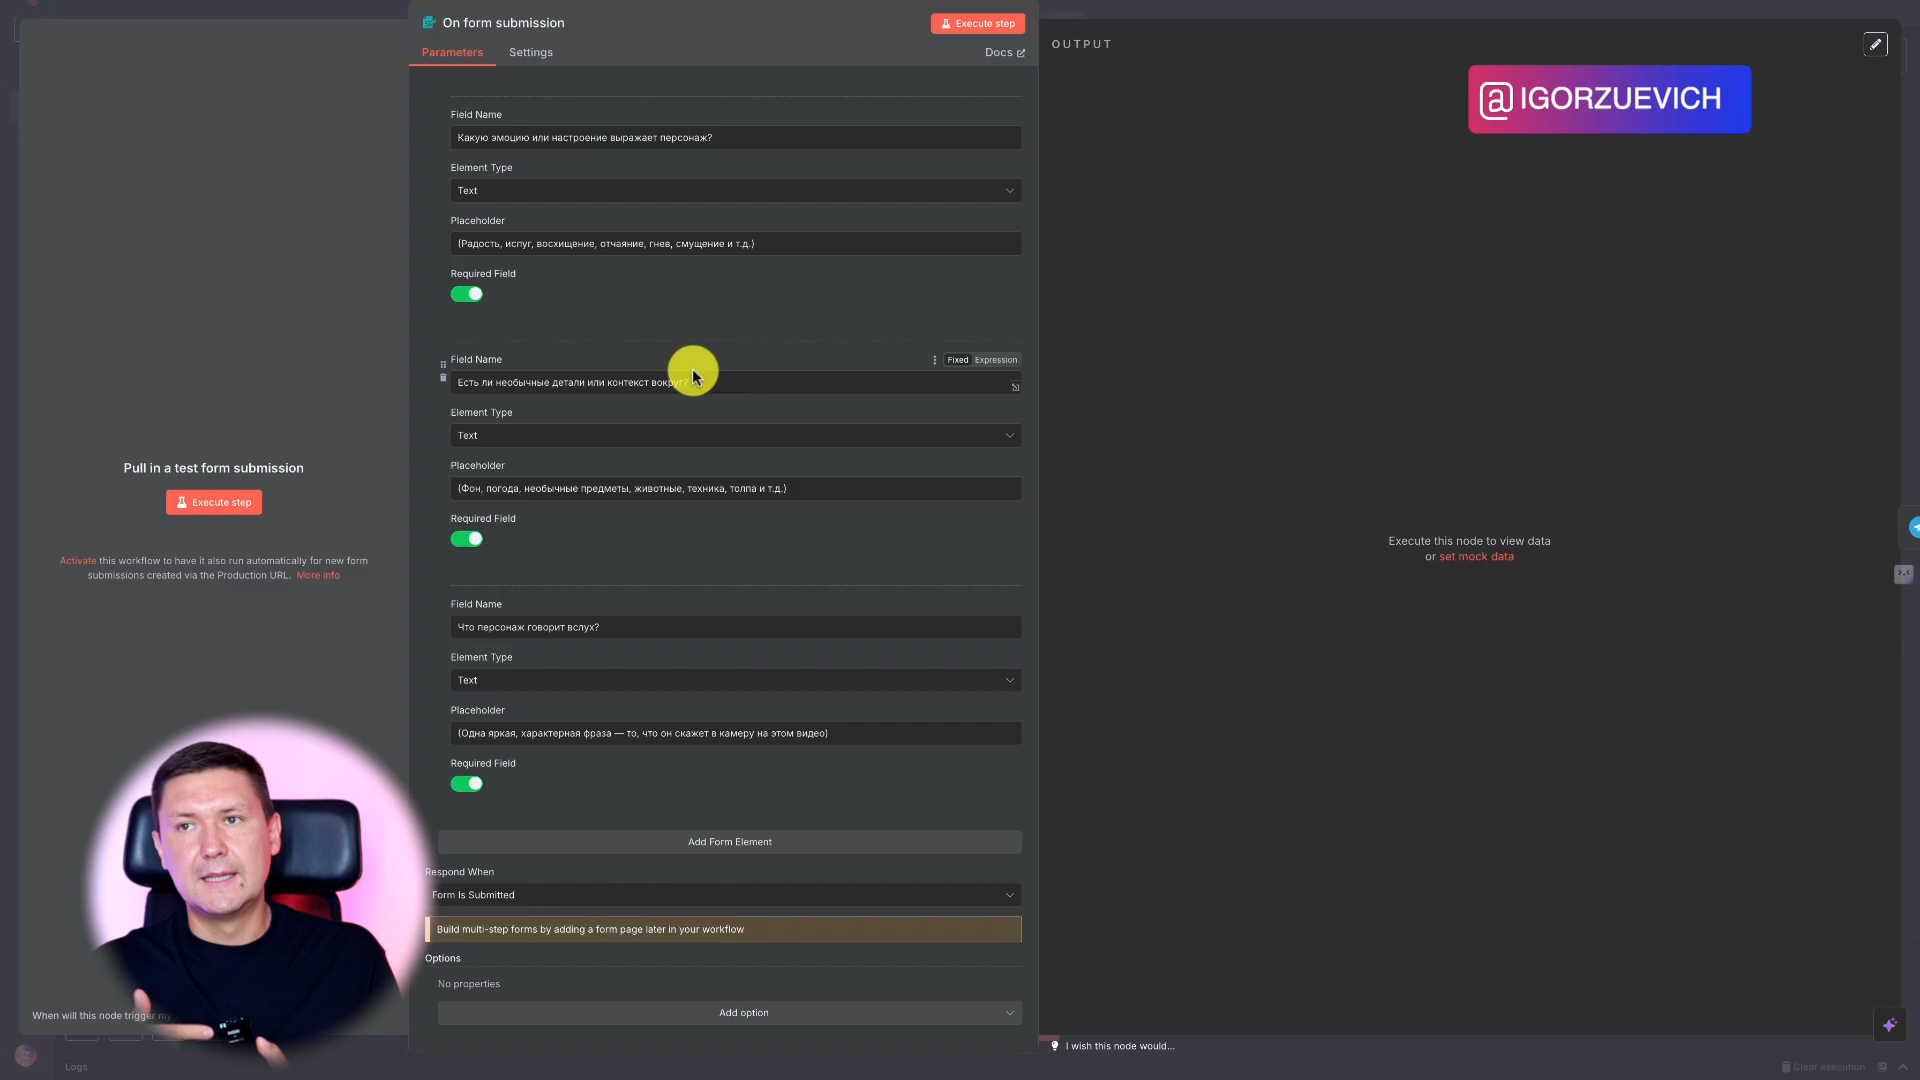 On form submission
Execute step
Parameters
Settings
Docs
OUTPUT
@IGORZUEVICH
Field Name
Какую эмоцию или настроение выражает персонаж?
Element Type
Text
Placeholder
(Радость, испуг, восхищение, отчаяние, гнев, смущение и т.д.)
Required Field
Field Name
Fixed Expression
Есть ли необычные детали или контекст вокруг?
Element Type
Text
Placeholder
(Фон, погода, необычные предметы, животные, техника, толпа и т.д.)
Required Field
Field Name
Что персонаж говорит вслух?
Element Type
Text
Placeholder
(Одна яркая, характерная фраза — то, что он скажет в камеру на этом видео)
Required Field
Add Form Element
Respond When
Form Is Submitted
Build multi-step forms by adding a form page later in your workflow
Options
No properties
Add option
Pull in a test form submission
Execute step
Activate this workflow to have it also run automatically for new form
submissions created via the Production URL. More info
When will this node trigger my
Execute this node to view data
or set mock data
I wish this node would...
Logs
Clear execution